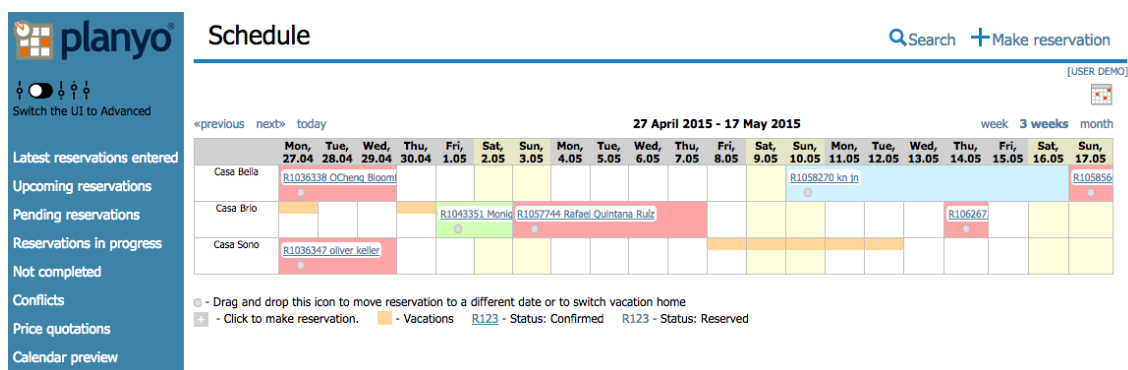 planyo®
Switch the UI to Advanced
Latest reservations entered
Upcoming reservations
Pending reservations
Reservations in progress
Not completed
Conflicts
Price quotations
Calendar preview
Schedule
Search Make reservation
[USER DEMO]
«previous next» today 27 April 2015 - 17 May 2015 week 3 weeks month
Mon, Tue, Wed, Thu, Fri, Sat, Sun, Mon, Tue, Wed, Thu, Fri, Sat, Sun, Mon, Tue, Wed, Thu, Fri, Sat, Sun,
27.04 28.04 29.04 30.04 1.05 2.05 3.05 4.05 5.05 6.05 7.05 8.05 9.05 10.05 11.05 12.05 13.05 14.05 15.05 16.05 17.05
Casa Bella R1036338 OCheng Bloomf R1058270 kn jn R105856
Casa Brio R1043351 Moniq R1057744 Rafael Quintana Ruíz R106267
Casa Sono R1036347 oliver keller
- Drag and drop this icon to move reservation to a different date or to switch vacation home
+ - Click to make reservation. - Vacations R123 - Status: Confirmed R123 - Status: Reserved